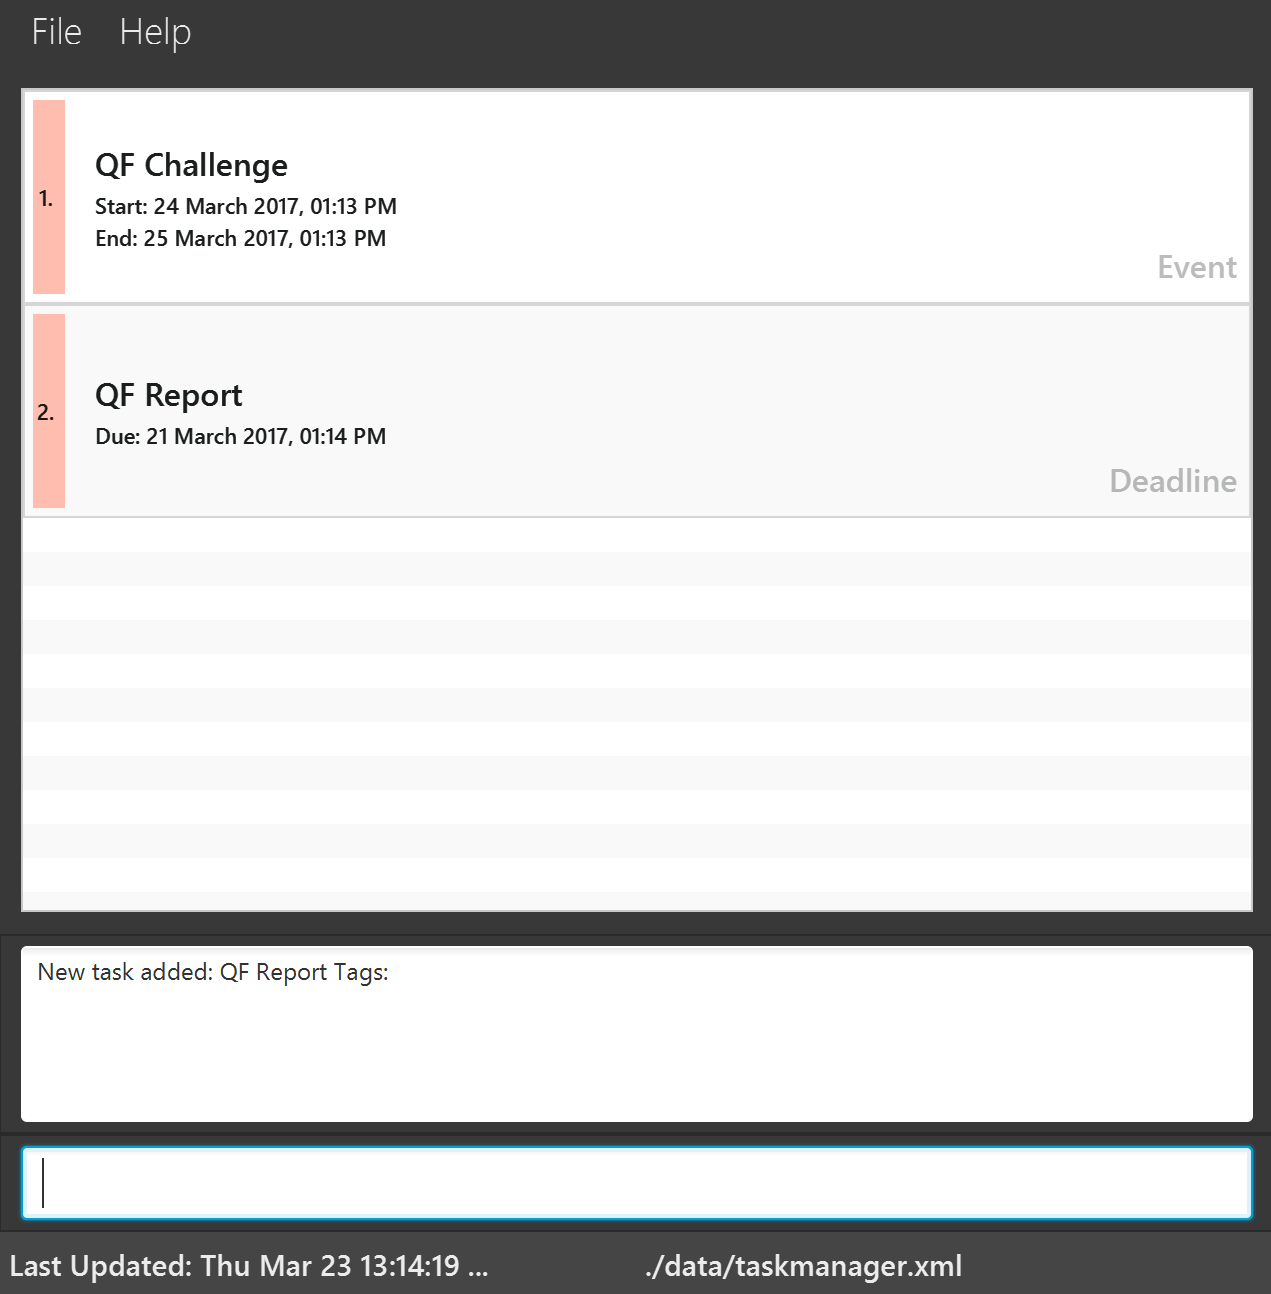 File Help
QF Challenge
1.
Start: 24 March 2017, 01:13 PM
End: 25 March 2017, 01:13 PM
Event
QF Report
2.
Due: 21 March 2017, 01:14 PM
Deadline
New task added: QF Report Tags:
Last Updated: Thu Mar 23 13:14:19 ... ./data/taskmanager.xml